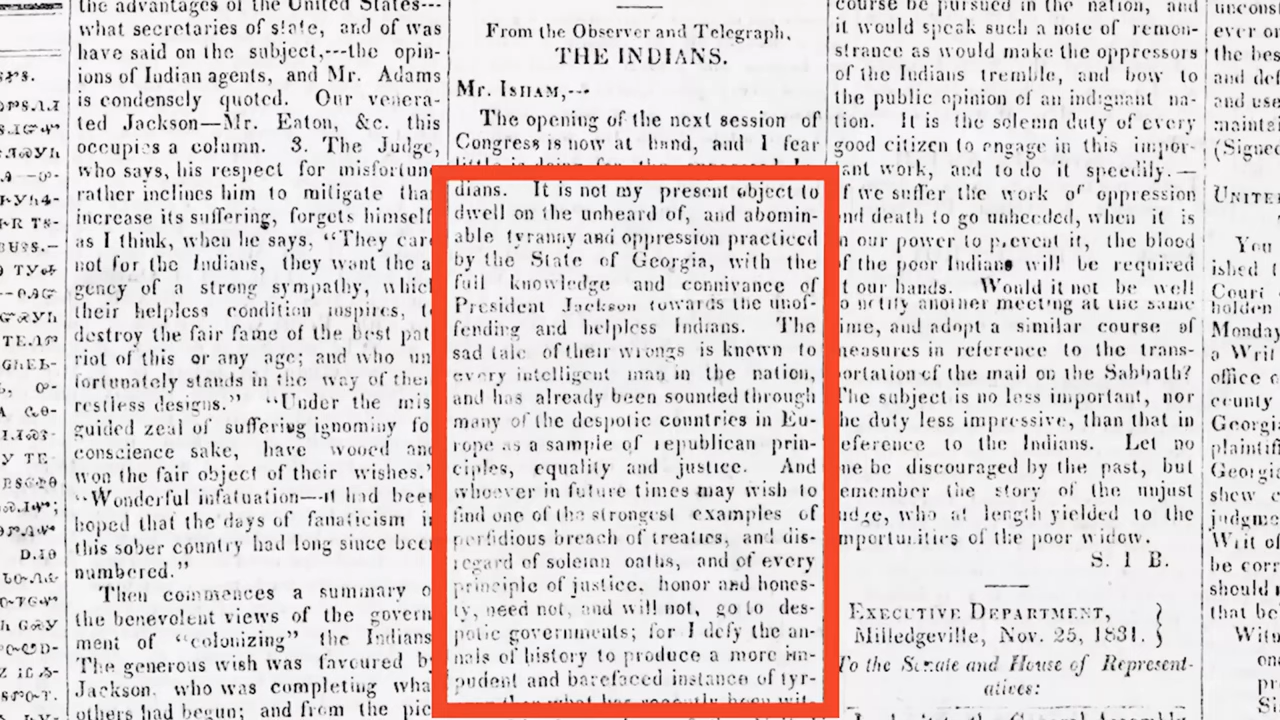 the advantages of the United States---
what secretaries of state, and of was
have said on the subject,---the opin-
ions of Indian agents, and Mr. Adams
is condensely quoted. Our venera-
ted Jackson—Mr. Eaton, &c. this
occupies a column. 3. The Judge,
who says, his respect for misfortune
rather inclines him to mitigate than
increase its suffering, forgets himself
as I think, when he says, "They care
not for the Indians, they want the a
gency of a strong sympathy, which
their helpless condition inspires, to
destroy the fair fame of the best pat
riot of this or any age; and who un
fortunately stands in the way of their
restless designs." "Under the mis
guided zeal of suffering ignominy fo
conscience sake, have wooed and
won the fair object of their wishes."
"Wonderful infatuation—it had been
hoped that the days of fanaticism in
this sober country had long since been
numbered."
Then commences a summary o
the benevolent views of the govern
ment of "colonizing" the Indians
The generous wish was favoured by
Jackson, who was completing wha
others had begun; and from the pic
From the Observer and Telegraph.
THE INDIANS.
Mr. ISHAM,--
The opening of the next session of
Congress is now at hand, and I fear
little is doing for the oppressed In-
dians. It is not my present object to
dwell on the unheard of, and abomin-
able tyranny and oppression practiced
by the State of Georgia, with the
full knowledge and connivance of
President Jackson towards the unof-
fending and helpless Indians. The
sad tale of their wrongs is known to
every intelligent man in the nation,
and has already been sounded through
many of the despotic countries in Eu-
rope as a sample of republican prin-
ciples, equality and justice. And
whoever in future times may wish to
find one of the strongest examples of
perfidious breach of treaties, and dis-
regard of solemn oaths, and of every
principle of justice, honor and hones-
ty, need not, and will not, go to des-
potic governments; for I defy the an-
nals of history to produce a more im-
pudent and barefaced instance of tyr-
what has recently been wit-
course be pursued in the nation, and
it would speak such a note of remon-
strance as would make the oppressors
of the Indians tremble, and bow to
the public opinion of an indignant na-
tion. It is the solemn duty of every
good citizen to engage in this impor-
tant work, and to do it speedily.—
If we suffer the work of oppression
and death to go unheeded, when it is
n our power to prevent it, the blood
of the poor Indians will be required
t our hands. Would it not be well
o notify another meeting at the same
ime, and adopt a similar course of
measures in reference to the trans-
portation of the mail on the Sabbath?
The subject is no less important, nor
he duty less impressive, than that in
reference to the Indians. Let no
ne be discouraged by the past, but
emember the story of the unjust
udge, who at length yielded to the
mportunities of the poor widow.
S. I B.
EXECUTIVE DEPARTMENT, }
Milledgeville, Nov. 25, 1831. }
To the Senate and House of Represent-
atives: